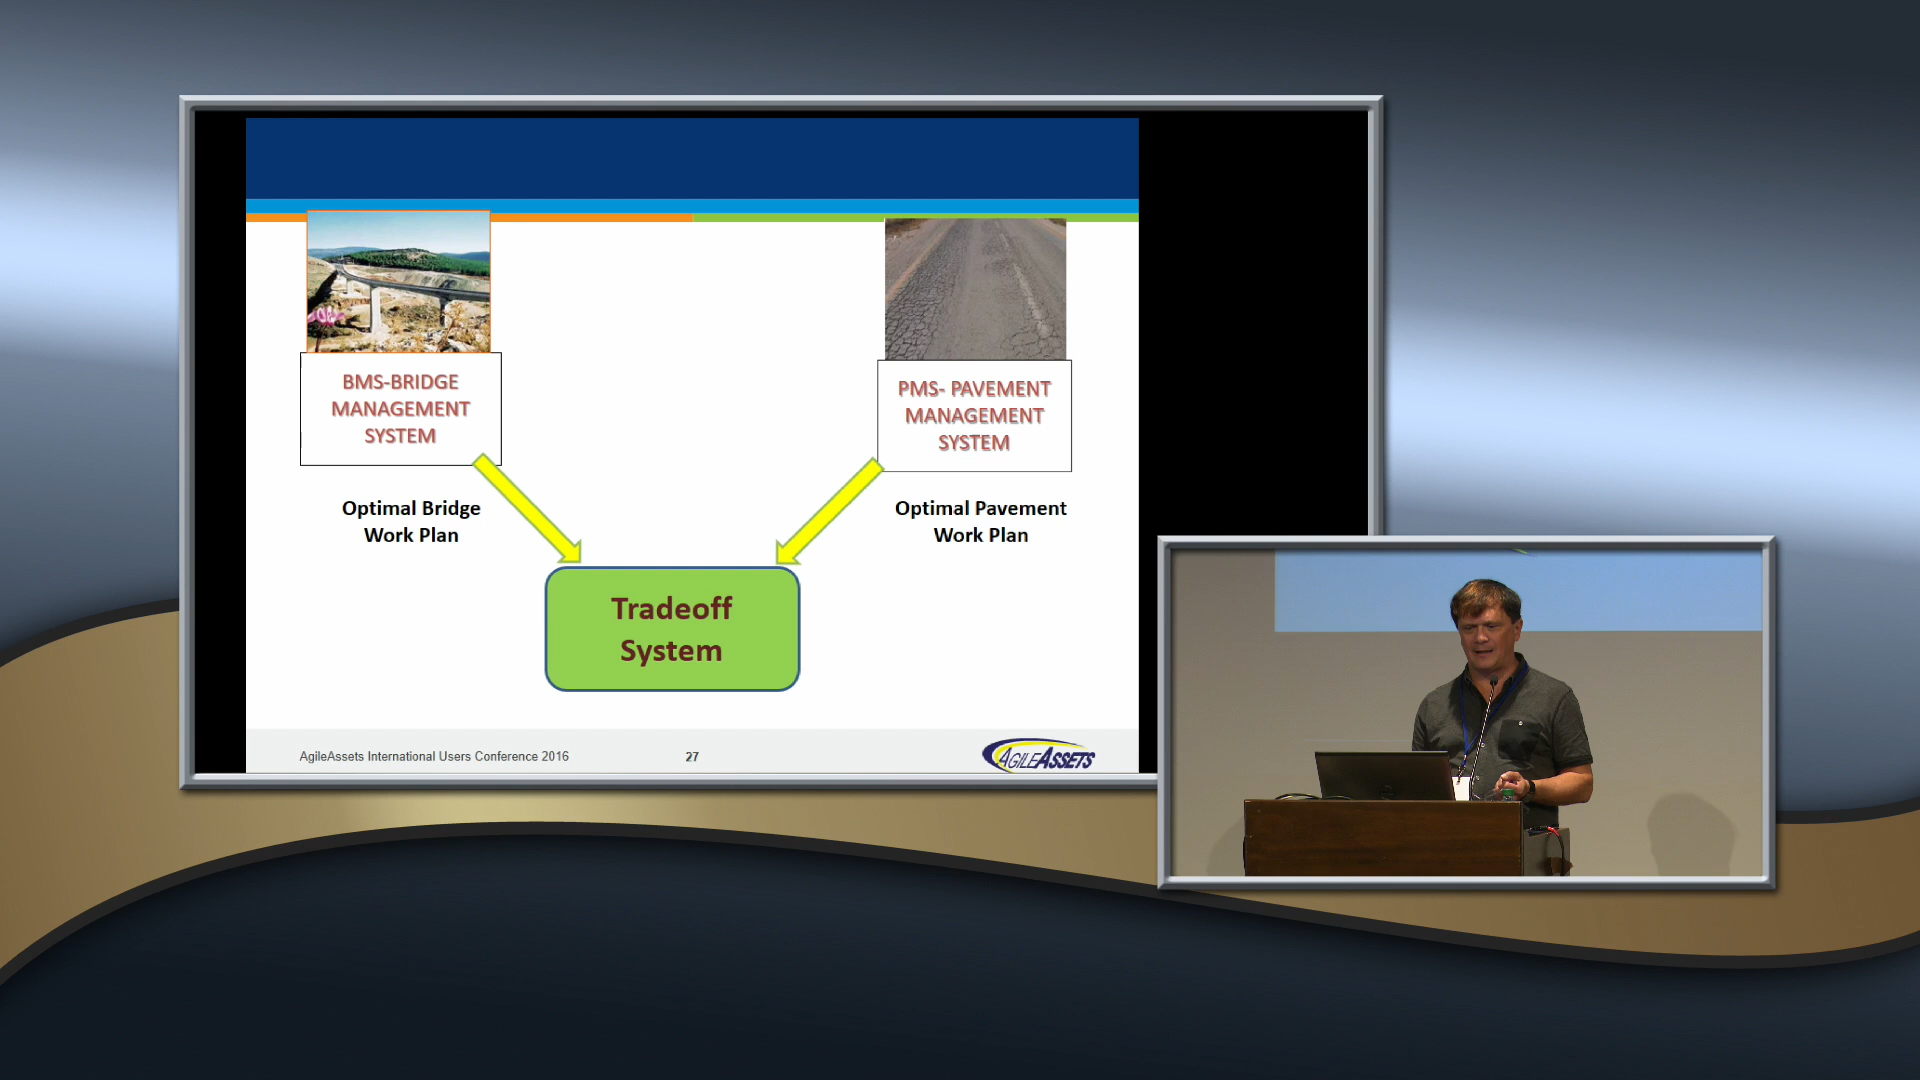 BMS-BRIDGE
MANAGEMENT
SYSTEM
PMS- PAVEMENT
MANAGEMENT
SYSTEM
Optimal Bridge
Work Plan
Optimal Pavement
Work Plan
Tradeoff
System
AgileAssets International Users Conference 2016
27
AGILEASSETS